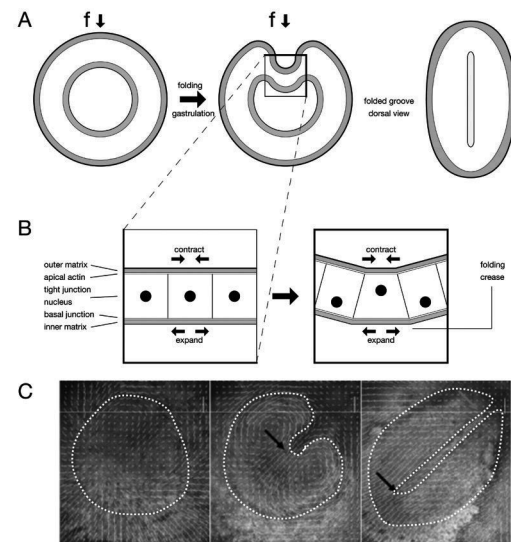 A
f
f
folding
gastrulation
folded groove
dorsal view
B
outer matrix
apical actin
tight junction
nucleus
basal junction
inner matrix
contract
expand
contract
expand
folding
crease
C